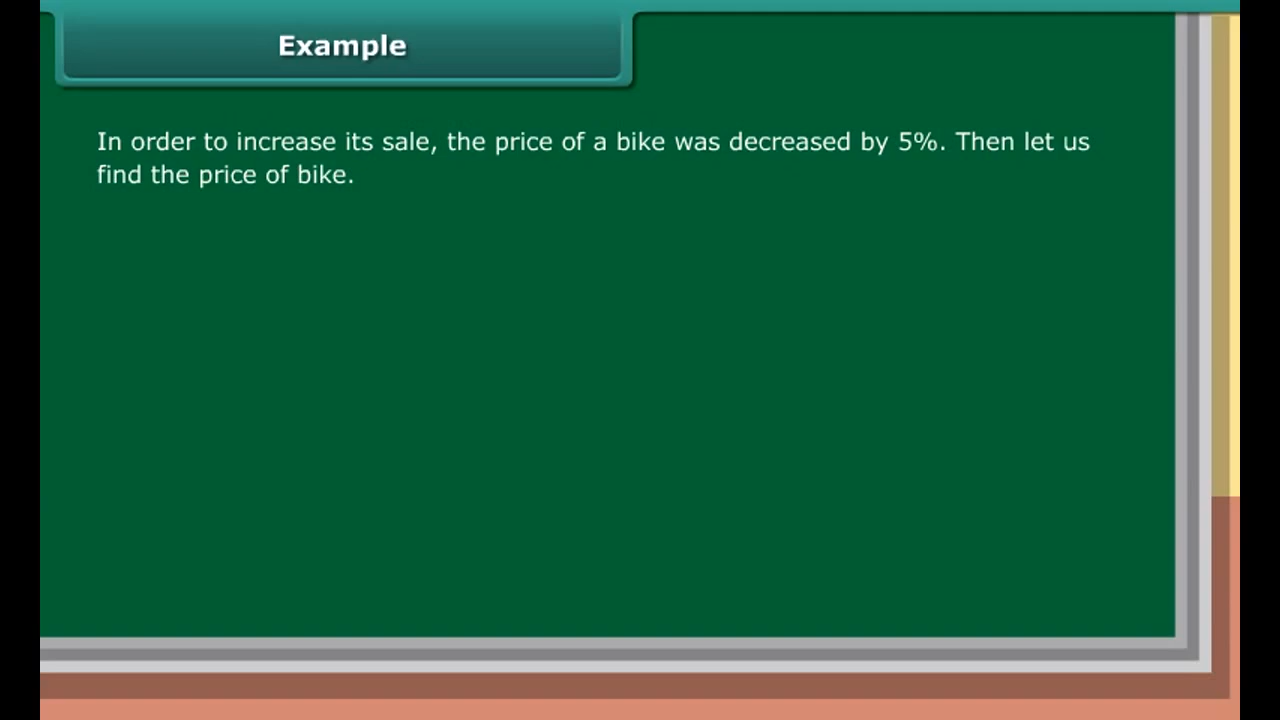 Example
In order to increase its sale, the price of a bike was decreased by 5%. Then let us
find the price of bike.